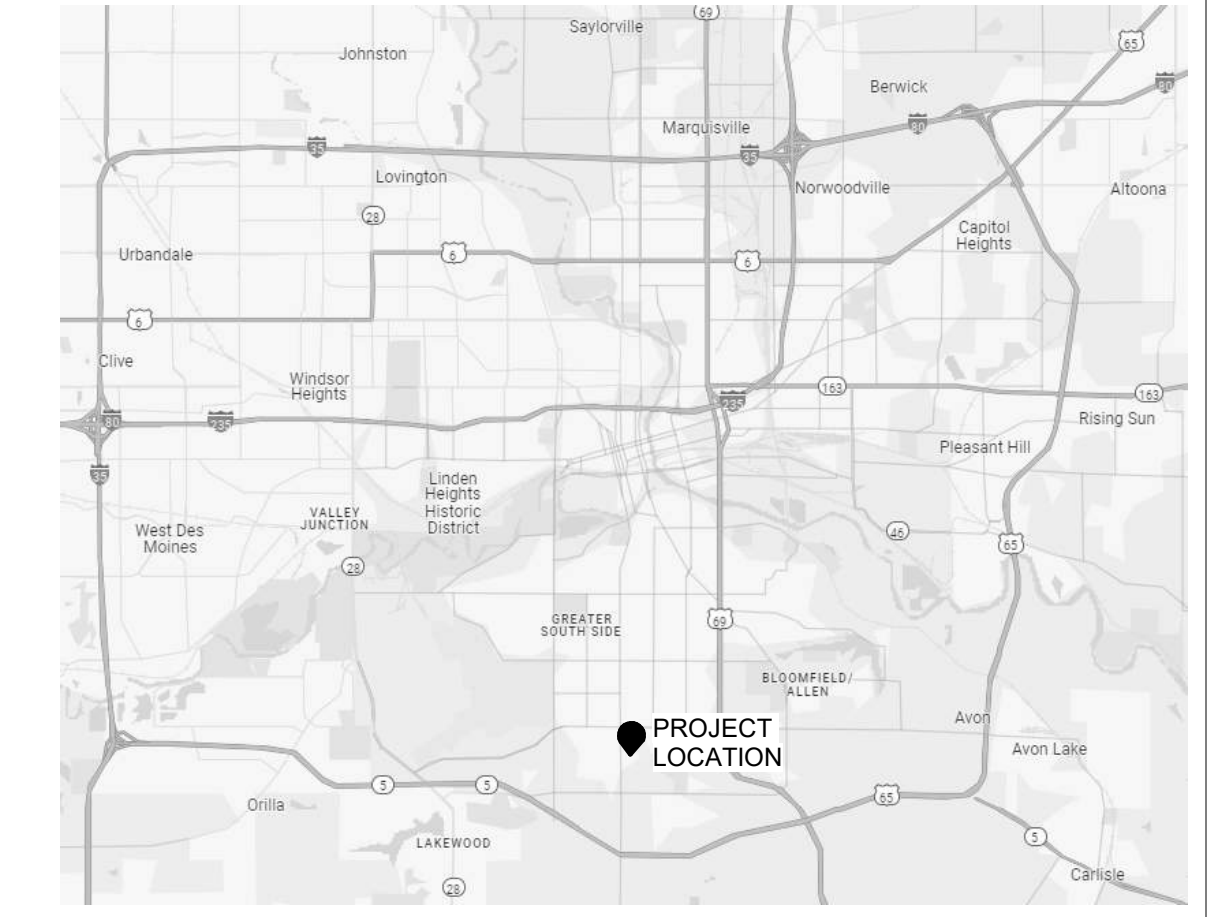 69
Saylorville
65
Johnston
Berwick
80
80
Marquisville
35
35
Lovington
Norwoodville
Altoona
28
Capitol
Heights
Urbandale
6
6
6
Clive
Windsor
Heights
163
163
235
80
235
Rising Sun
Pleasant Hill
35
Linden
Heights
Historic
District
VALLEY
JUNCTION
West Des
Moines
46
65
28
GREATER
SOUTH SIDE
69
BLOOMFIELD/
ALLEN
Avon
PROJECT
LOCATION
Avon Lake
5
5
65
Orilla
LAKEWOOD
5
Carlisle
28